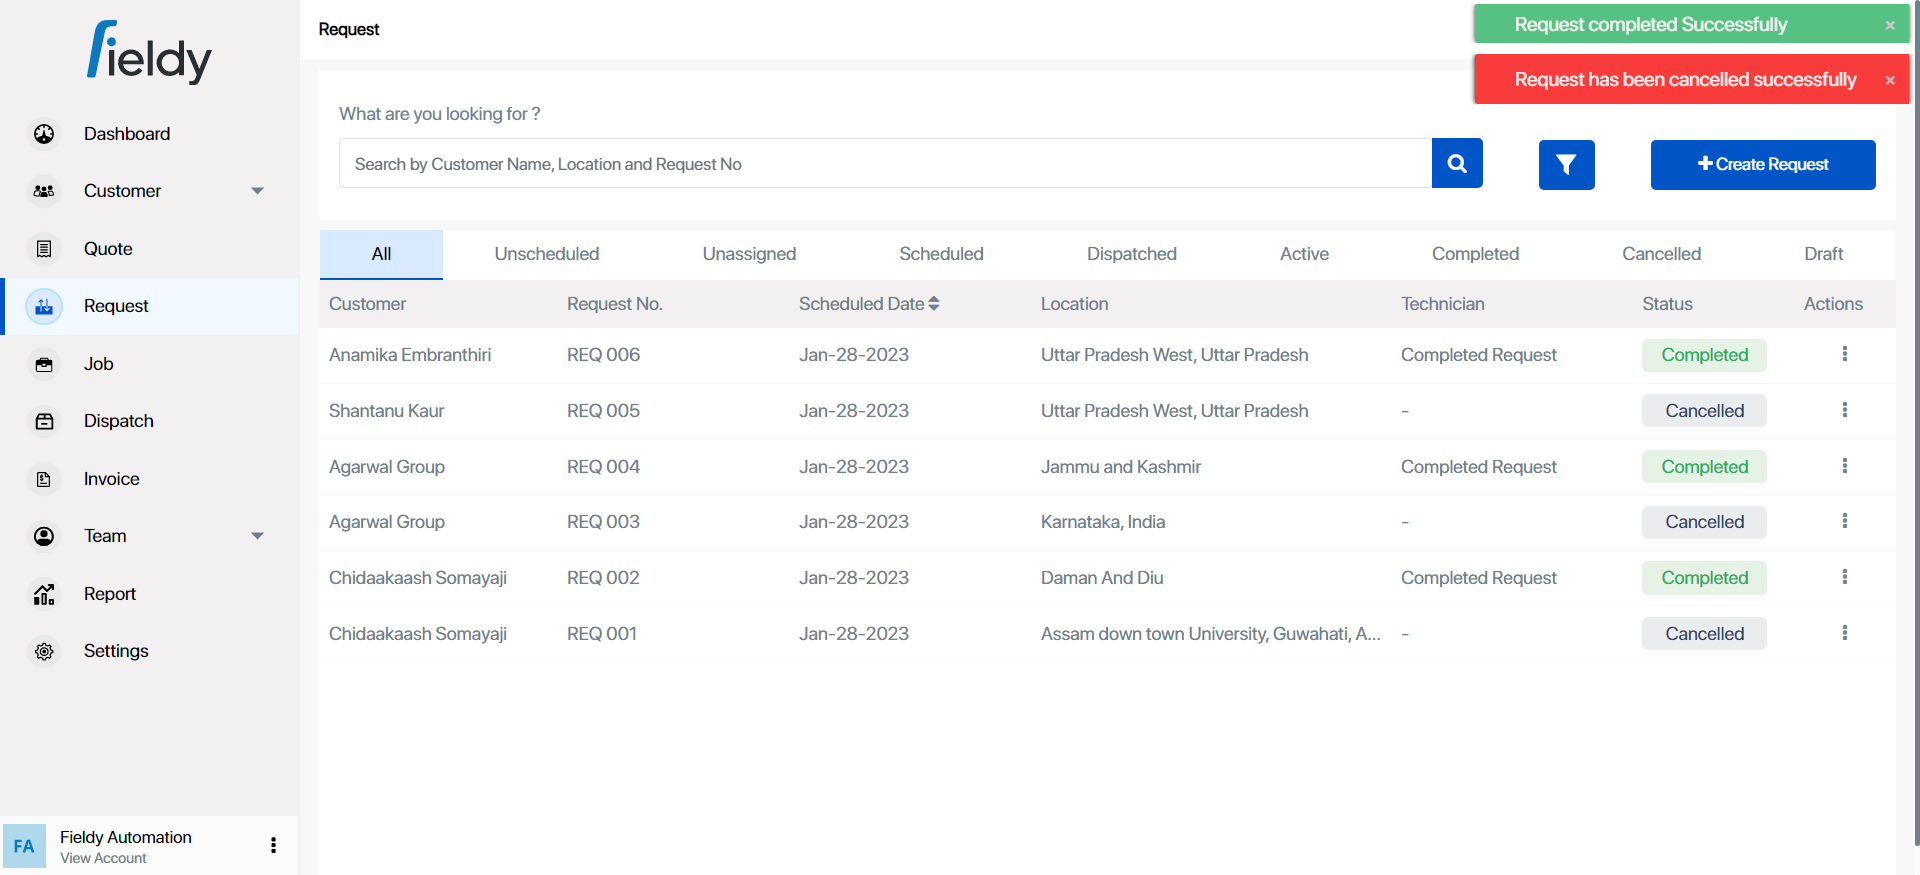 Fieldy
Dashboard
Customer
Quote
Request
Job
Dispatch
Invoice
Team
Report
Settings
FA
Fieldy Automation
View Account
Request
Request completed Successfully ×
Request has been cancelled successfully ×
What are you looking for ?
Search by Customer Name, Location and Request No
Create Request
All Unscheduled Unassigned Scheduled Dispatched Active Completed Cancelled Draft
Customer Request No. Scheduled Date Location Technician Status Actions
Anamika Embranthiri REQ 006 Jan-28-2023 Uttar Pradesh West, Uttar Pradesh Completed Request Completed
Shantanu Kaur REQ 005 Jan-28-2023 Uttar Pradesh West, Uttar Pradesh - Cancelled
Agarwal Group REQ 004 Jan-28-2023 Jammu and Kashmir Completed Request Completed
Agarwal Group REQ 003 Jan-28-2023 Karnataka, India - Cancelled
Chidaakaash Somayaji REQ 002 Jan-28-2023 Daman And Diu Completed Request Completed
Chidaakaash Somayaji REQ 001 Jan-28-2023 Assam down town University, Guwahati, A... - Cancelled